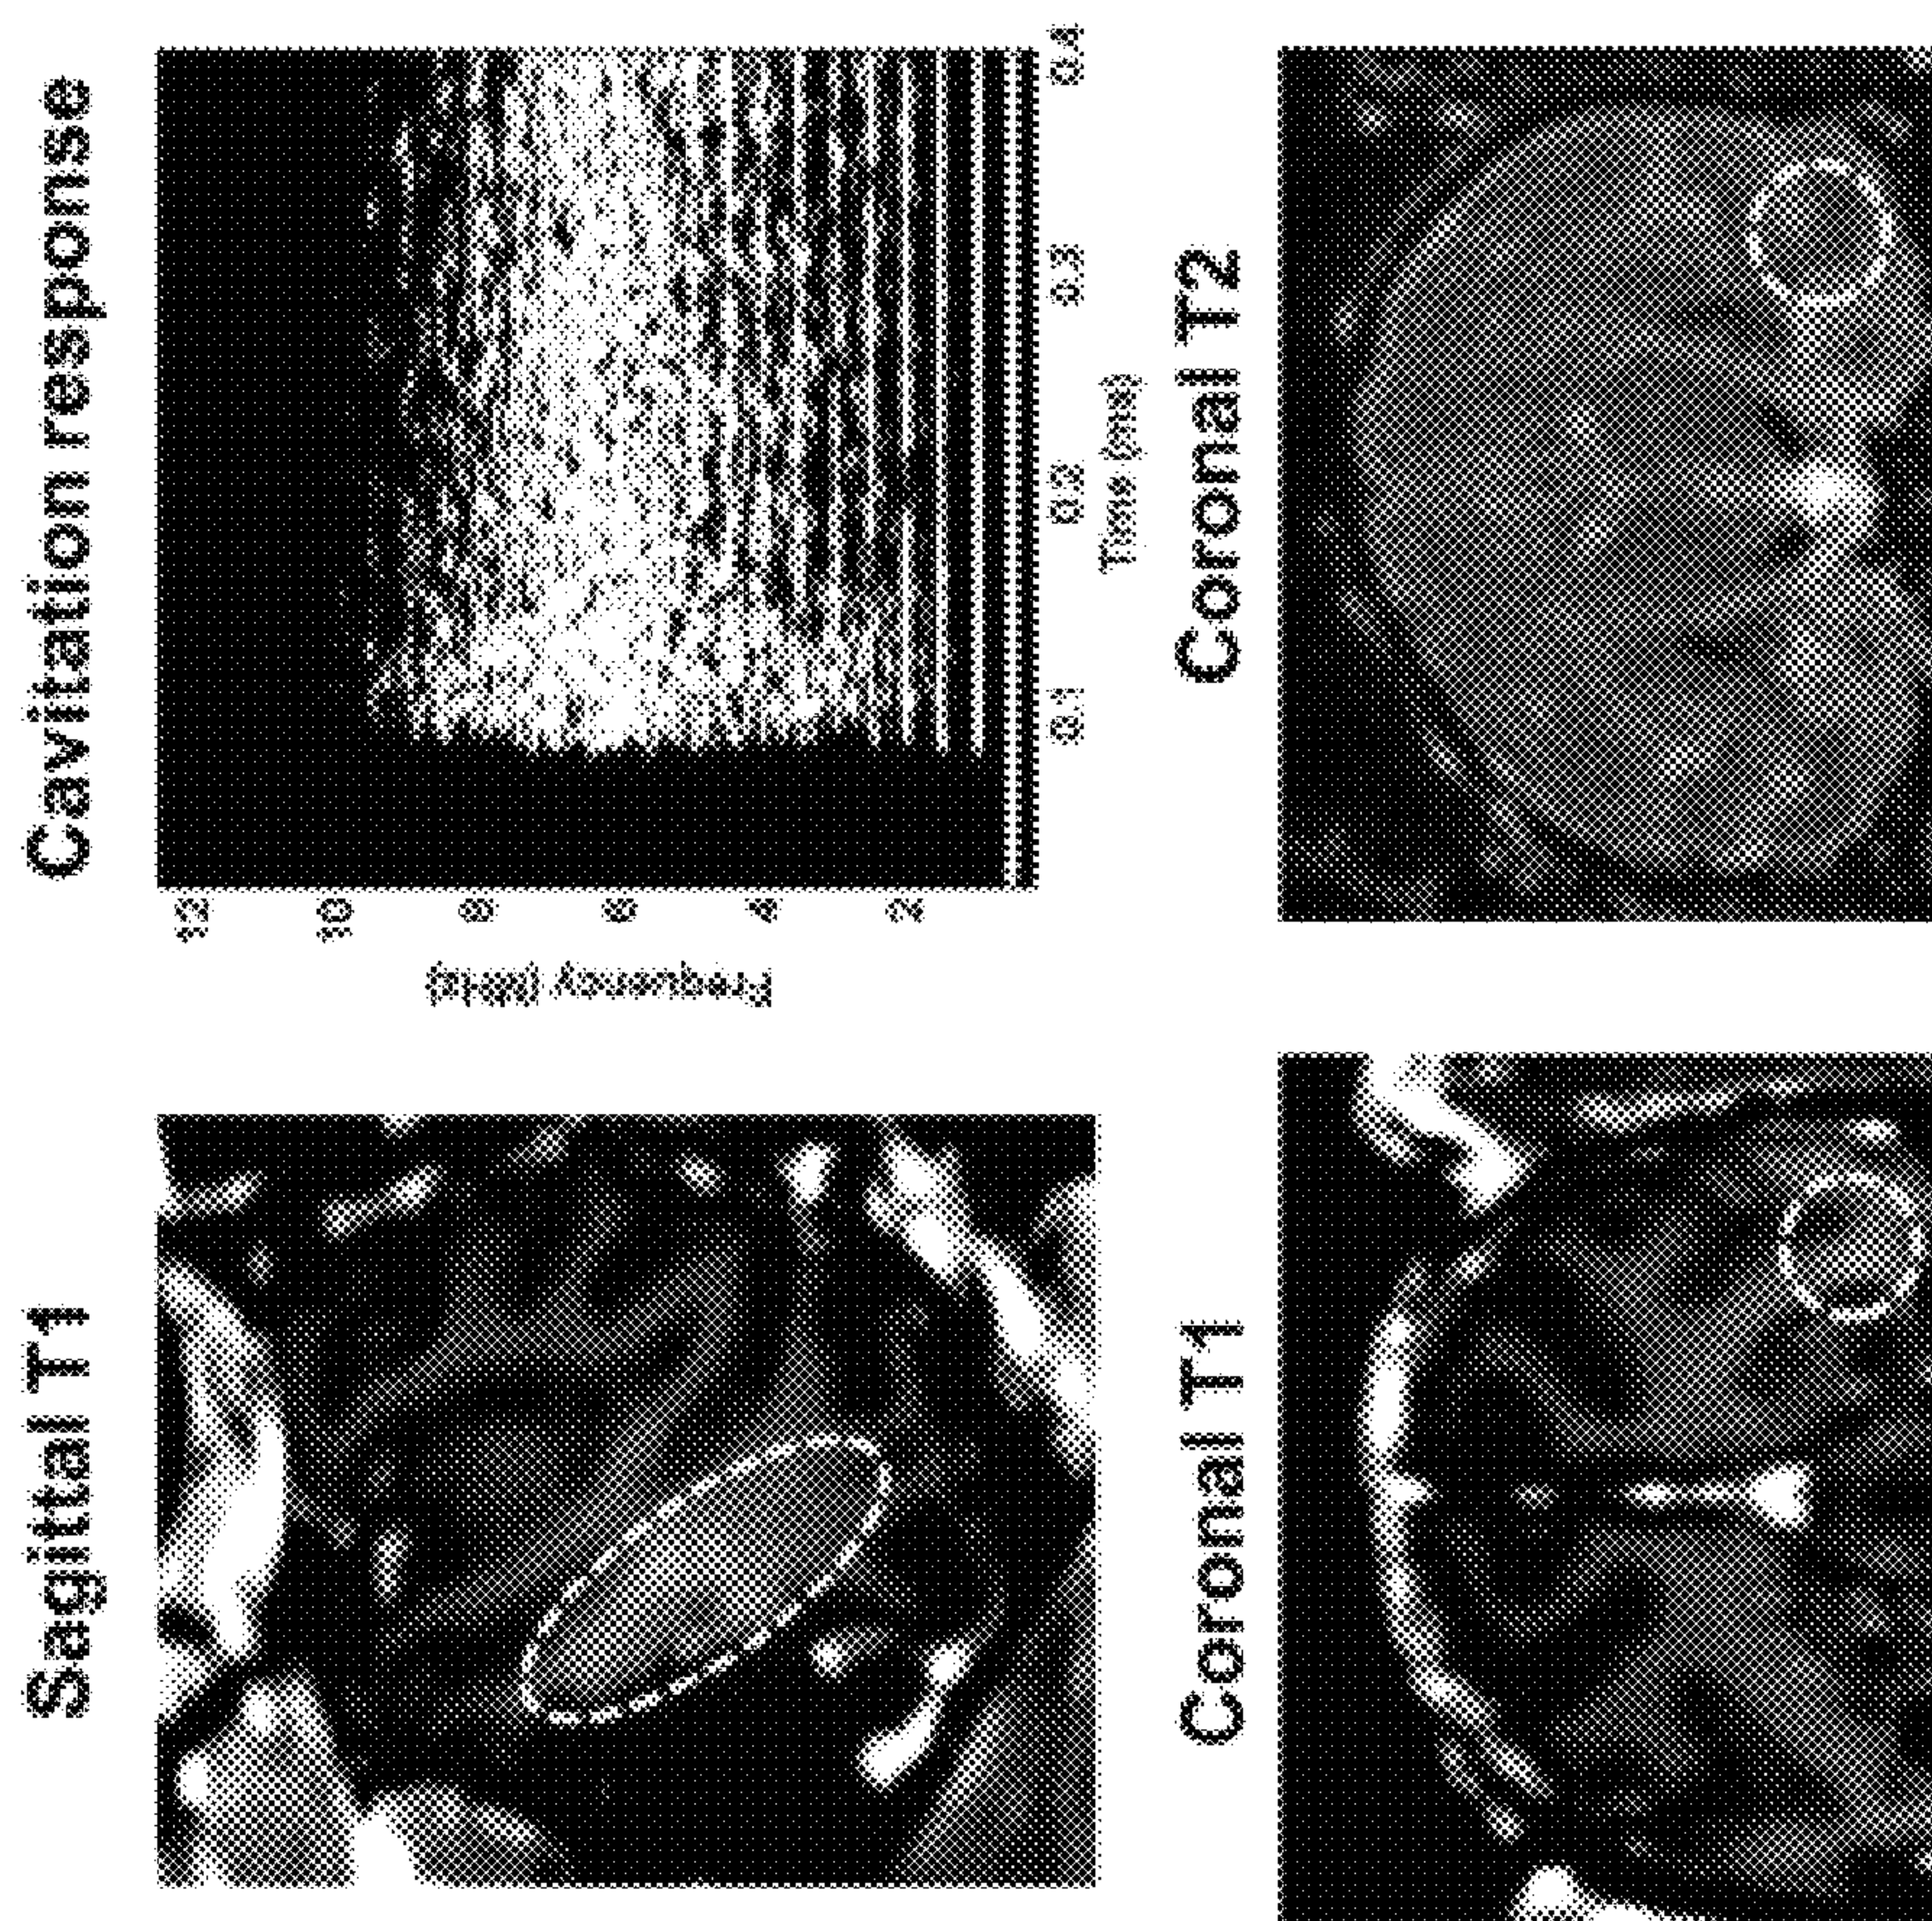 Sagittal T1
Cavitation response
Frequency (MHz)
12
10
8
6
4
2
0.1
0.2
0.3
0.4
Time (ms)
Coronal T1
Coronal T2